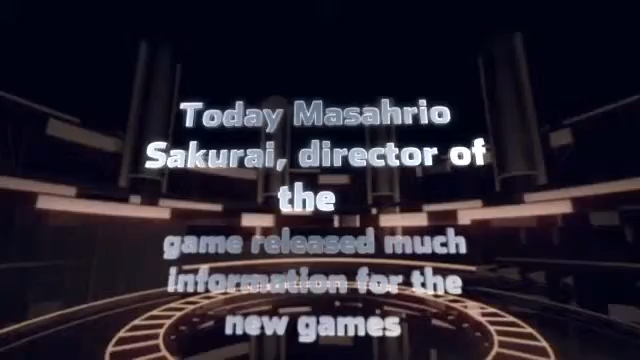 Today Masahrio
Sakurai, director of
the
game released much
information for the
new games